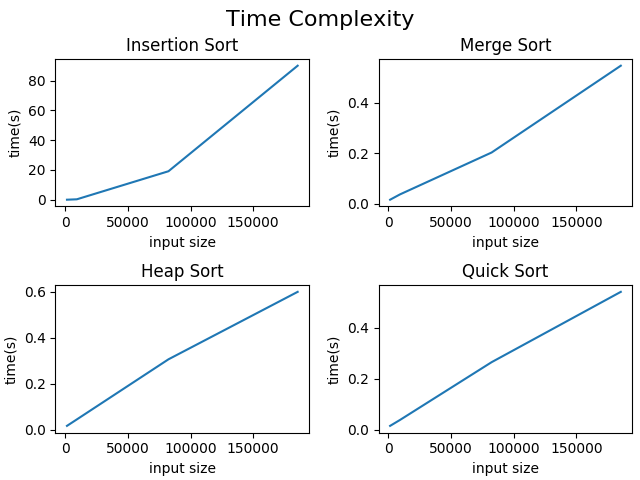 Time Complexity
Insertion Sort
time(s)
80
60
40
20
0
0 50000 100000 150000
input size
Merge Sort
time(s)
0.4
0.2
0.0
0 50000 100000 150000
input size
Heap Sort
time(s)
0.6
0.4
0.2
0.0
0 50000 100000 150000
input size
Quick Sort
time(s)
0.4
0.2
0.0
0 50000 100000 150000
input size